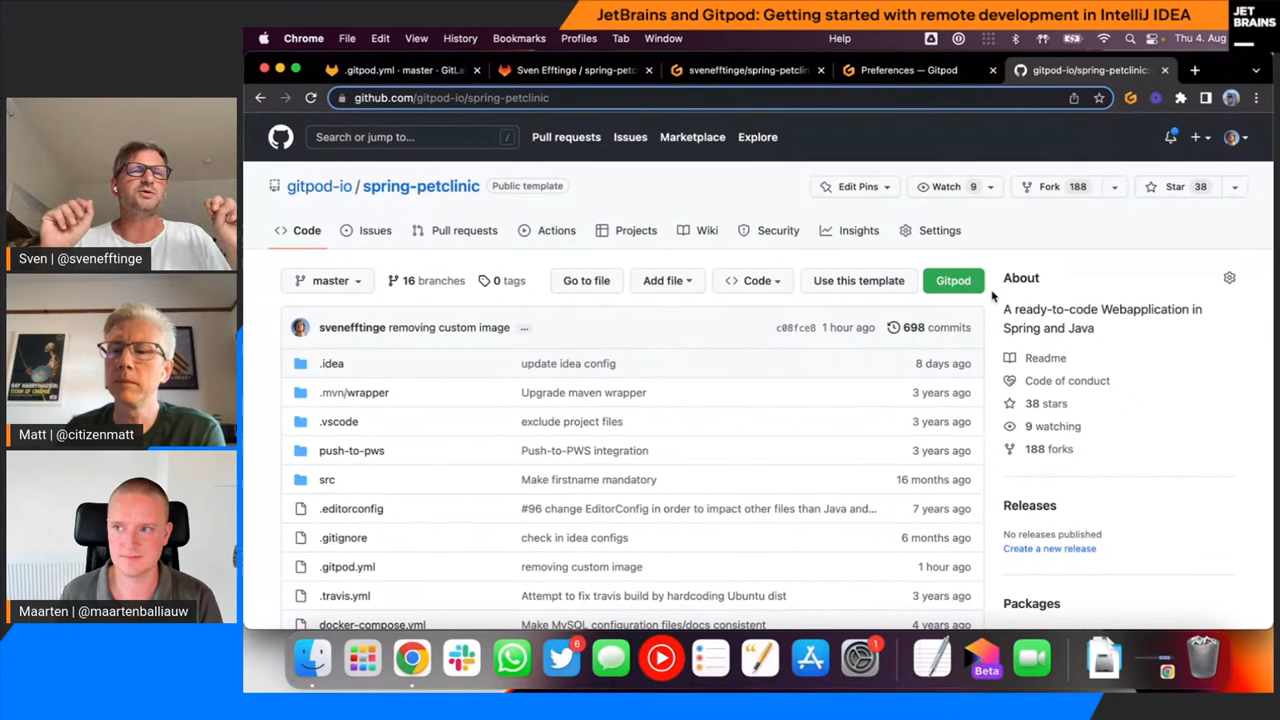 JetBrains and Gitpod: Getting started with remote development in IntelliJ IDEA
JET
BRAINS
Chrome File Edit View History Bookmarks Profiles Tab Window Help Thu 4. Aug
.gitpod.yml · master · GitLa
Sven Efftinge / spring-petc
svenefftinge/spring-petclin
Preferences — Gitpod
gitpod-io/spring-petclinic:
github.com/gitpod-io/spring-petclinic
Search or jump to... /
Pull requests Issues Marketplace Explore
gitpod-io / spring-petclinic Public template
Edit Pins Watch 9 Fork 188 Star 38
Code Issues Pull requests Actions Projects Wiki Security Insights Settings
master 16 branches 0 tags Go to file Add file Code Use this template Gitpod
svenefftinge removing custom image ... c08fce8 1 hour ago 698 commits
.idea update idea config 8 days ago
.mvn/wrapper Upgrade maven wrapper 3 years ago
.vscode exclude project files 3 years ago
push-to-pws Push-to-PWS integration 3 years ago
src Make firstname mandatory 16 months ago
.editorconfig #96 change EditorConfig in order to impact other files than Java and... 7 years ago
.gitignore check in idea configs 6 months ago
.gitpod.yml removing custom image 1 hour ago
.travis.yml Attempt to fix travis build by hardcoding Ubuntu dist 3 years ago
docker-compose.yml Make MySQL configuration files/docs consistent 4 years ago
About
A ready-to-code Webapplication in
Spring and Java
Readme
Code of conduct
38 stars
9 watching
188 forks
Releases
No releases published
Create a new release
Packages
Sven | @svenefftinge
Matt | @citizenmatt
Maarten | @maartenballiauw
6
1
Beta